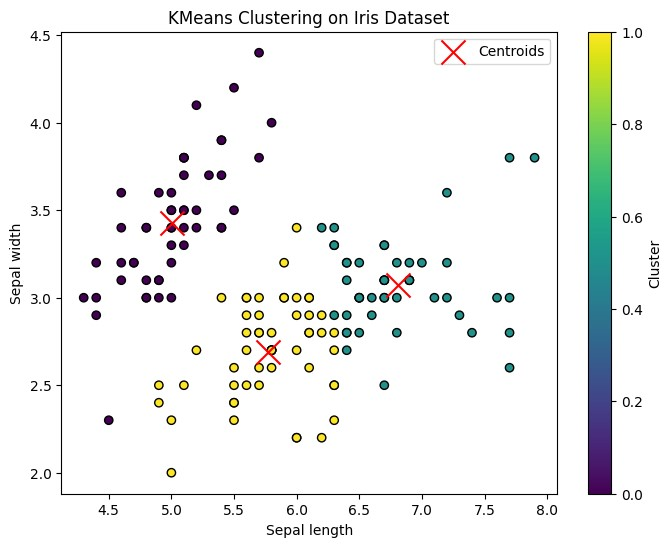 KMeans Clustering on Iris Dataset
Centroids
4.5
4.0
3.5
3.0
2.5
2.0
Sepal width
4.5 5.0 5.5 6.0 6.5 7.0 7.5 8.0
Sepal length
1.0
0.8
0.6
0.4
0.2
0.0
Cluster